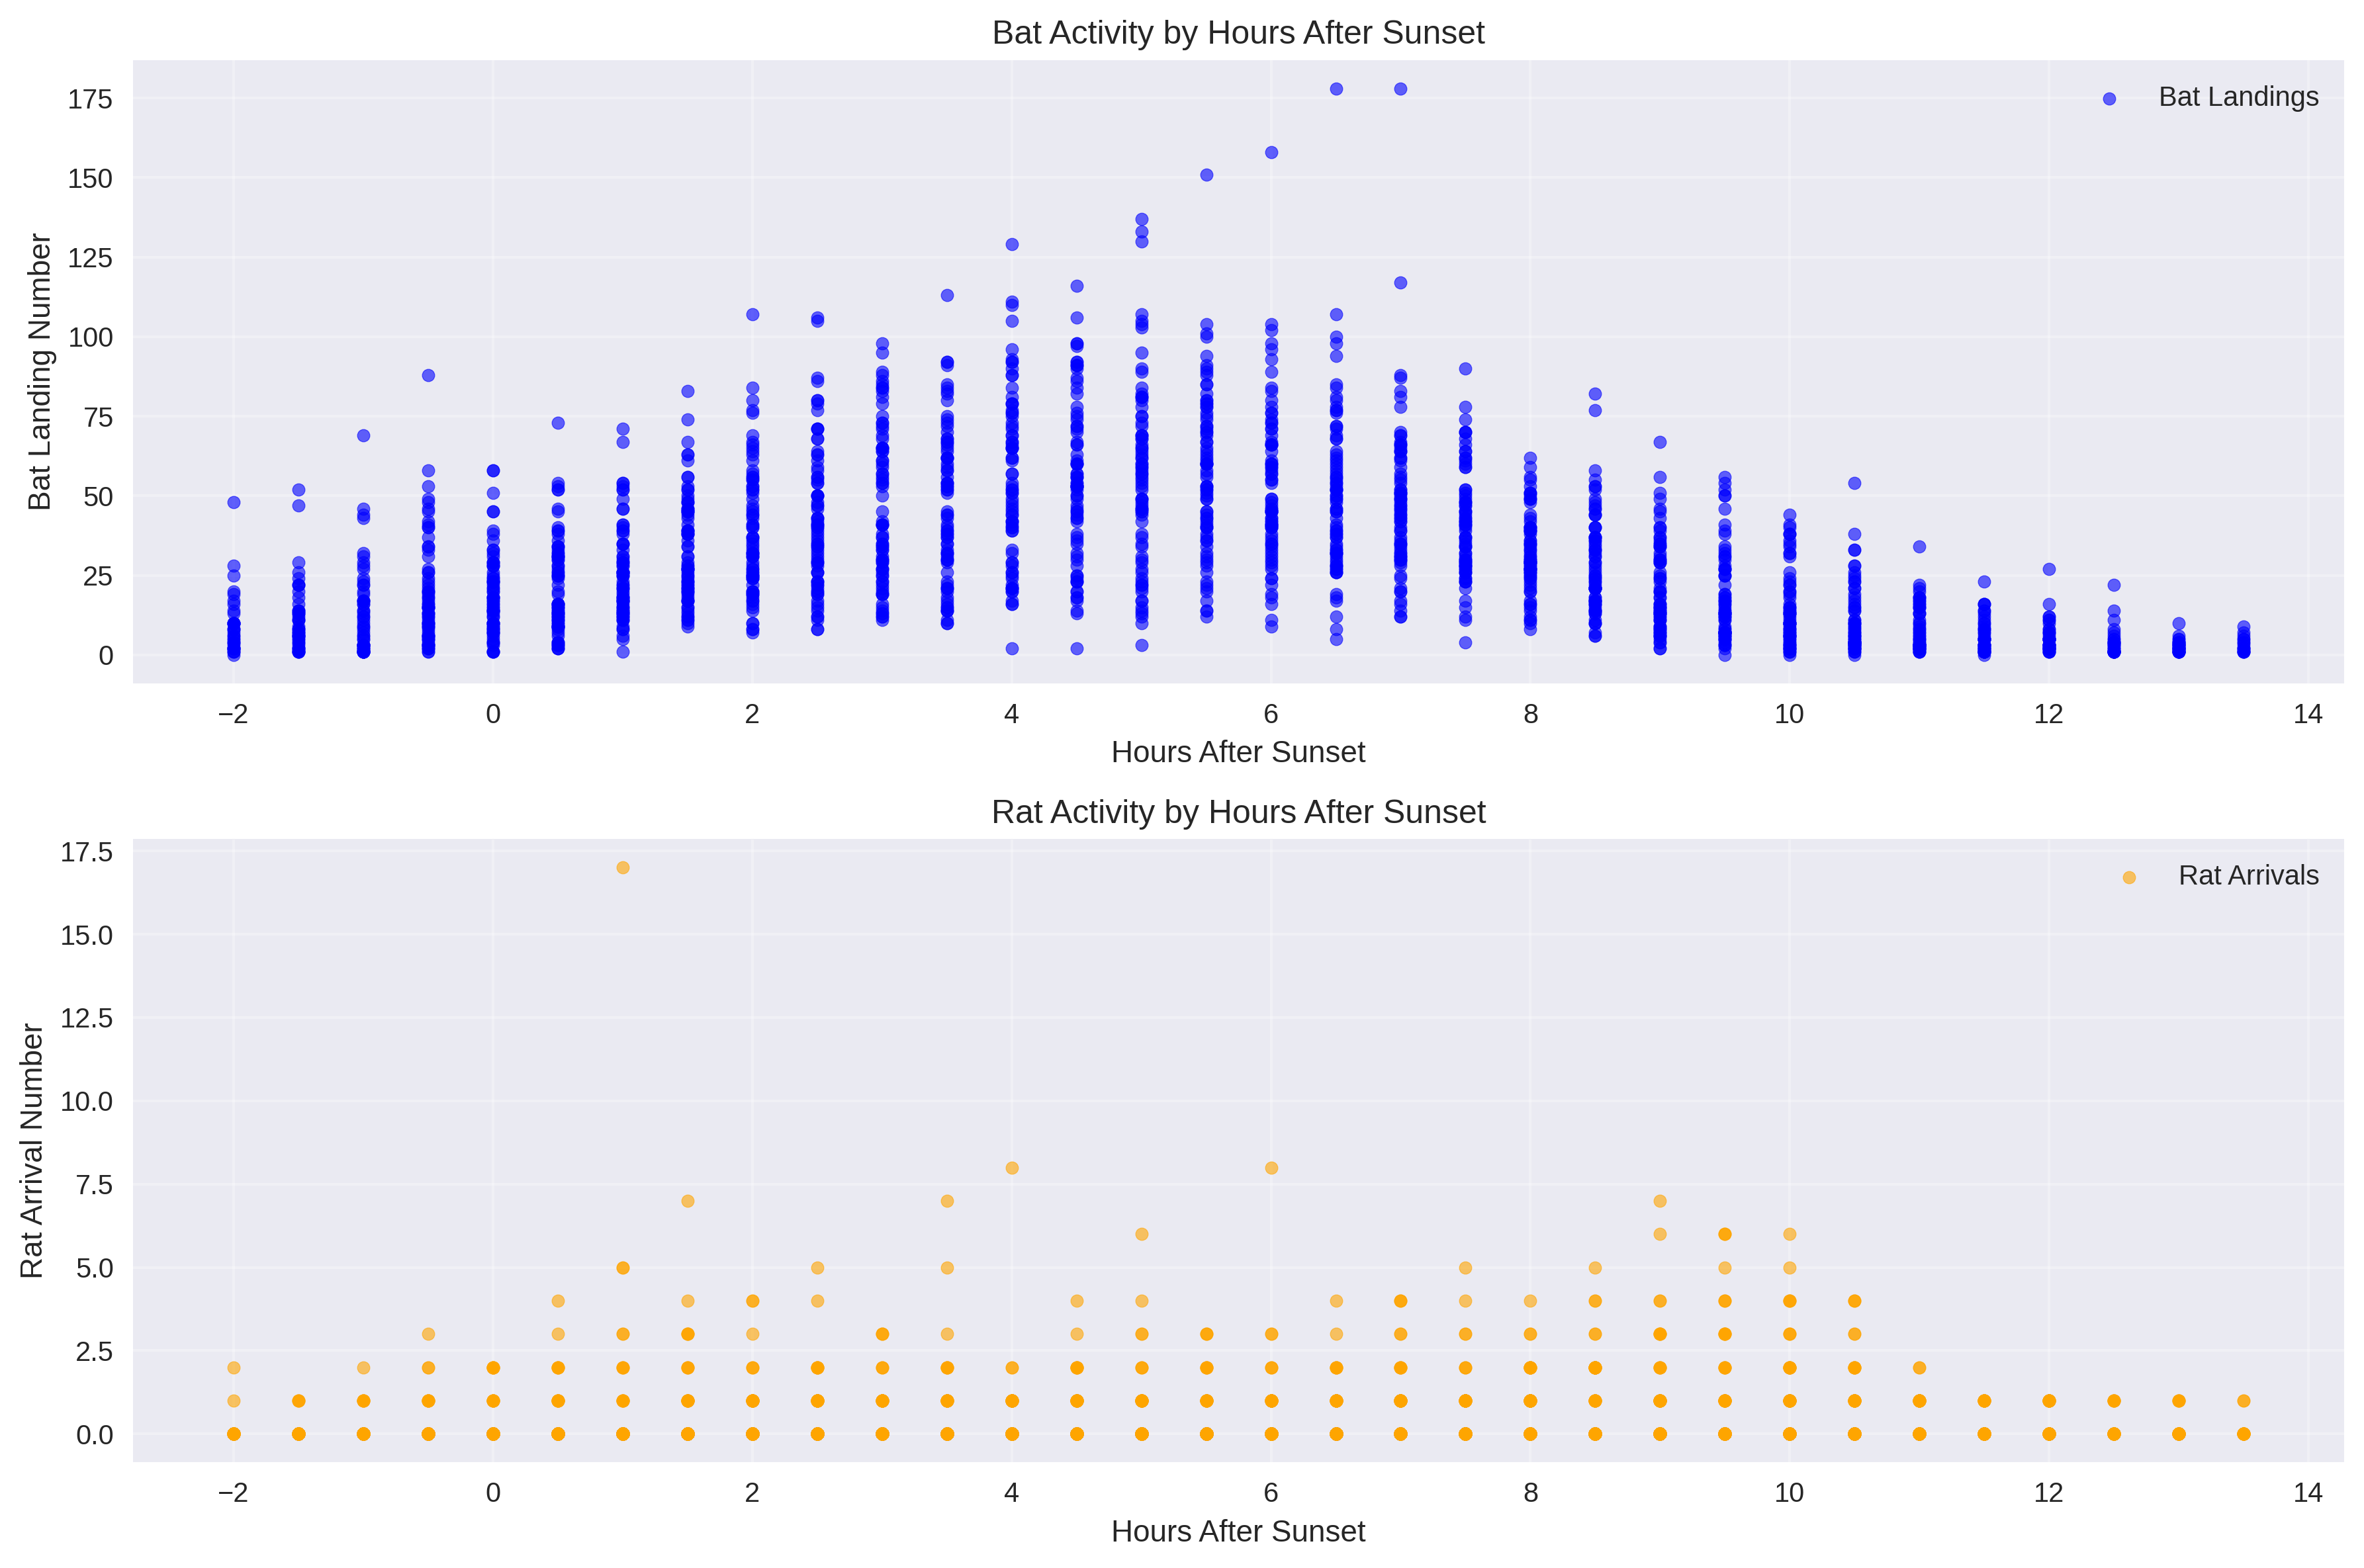 Bat Activity by Hours After Sunset
Bat Landings
Bat Landing Number
175
150
125
100
75
50
25
0
−2 0 2 4 6 8 10 12 14
Hours After Sunset
Rat Activity by Hours After Sunset
Rat Arrivals
Rat Arrival Number
17.5
15.0
12.5
10.0
7.5
5.0
2.5
0.0
−2 0 2 4 6 8 10 12 14
Hours After Sunset